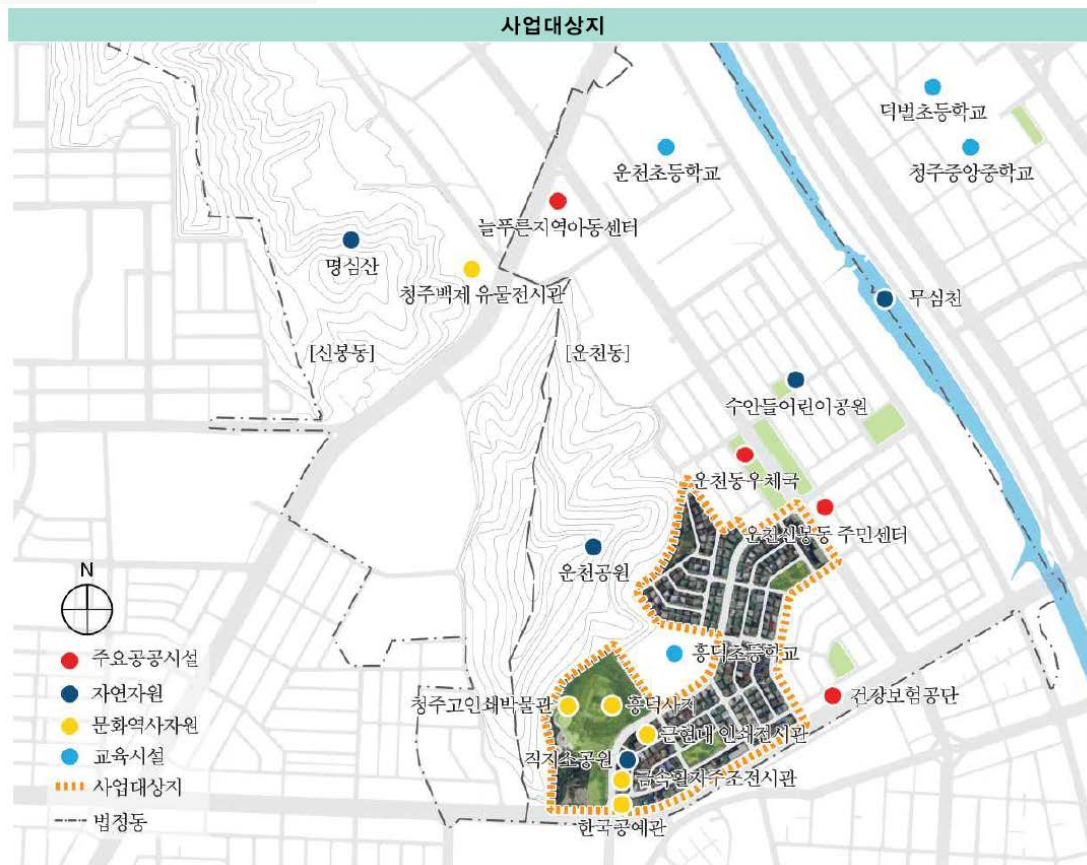 사업대상지
덕벌초등학교
운천초등학교
청주중앙중학교
늘푸른지역아동센터
명심산
청주백제 유물전시관
무심천
[신봉동]
[운천동]
수안들어린이공원
운천동우체국
운천신봉동 주민센터
운천공원
N
주요공공시설
흥덕초등학교
자연자원
건강보험공단
청주고인쇄박물관
흥덕사지
문화역사자원
근현대 인쇄전시관
교육시설
직지소공원
금속활자주조전시관
사업대상지
법정동
한국공예관